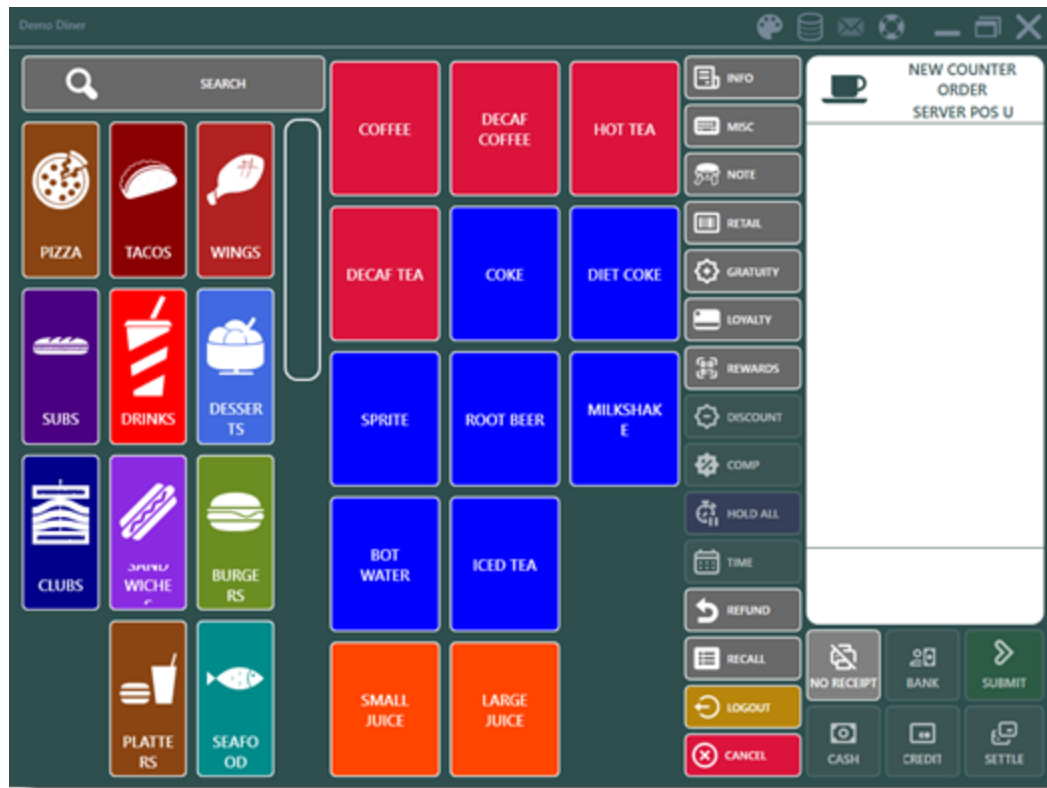 Demo Diner
SEARCH
PIZZA
TACOS
WINGS
SUBS
DRINKS
DESSER
TS
CLUBS
WICHE
BURGE
RS
PLATTE
RS
SEAFO
OD
COFFEE
DECAF
COFFEE
HOT TEA
DECAF TEA
COKE
DIET COKE
SPRITE
ROOT BEER
MILKSHAK
E
BOT
WATER
ICED TEA
SMALL
JUICE
LARGE
JUICE
INFO
MISC
NOTE
RETAIL
GRATUITY
LOYALTY
REWARDS
DISCOUNT
COMP
HOLD ALL
TIME
REFUND
RECALL
LOGOUT
CANCEL
NEW COUNTER
ORDER
SERVER POS U
NO RECEIPT
BANK
SUBMIT
CASH
CREDIT
SETTLE